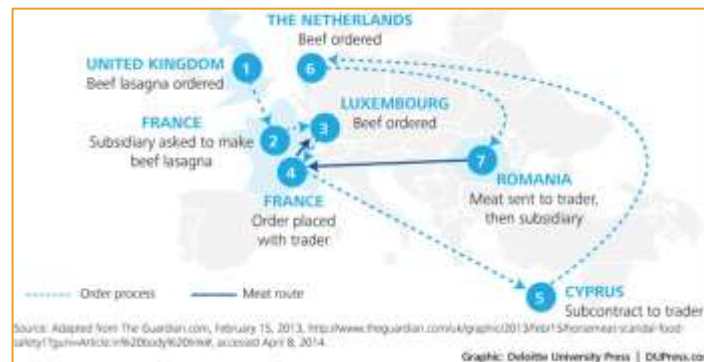 THE NETHERLANDS
Beef ordered
6
UNITED KINGDOM
Beef lasagna ordered
1
LUXEMBOURG
Beef ordered
3
FRANCE
Subsidiary asked to make
beef lasagna
2
4
FRANCE
Order placed
with trader
7
ROMANIA
Meat sent to trader,
then subsidiary
5
CYPRUS
Subcontract to trader
Order process
Meat route
Source: Adapted from The Guardian.com, February 15, 2013,
accessed April 8, 2014.
Graphic: Deloitte University Press | DUPress.com